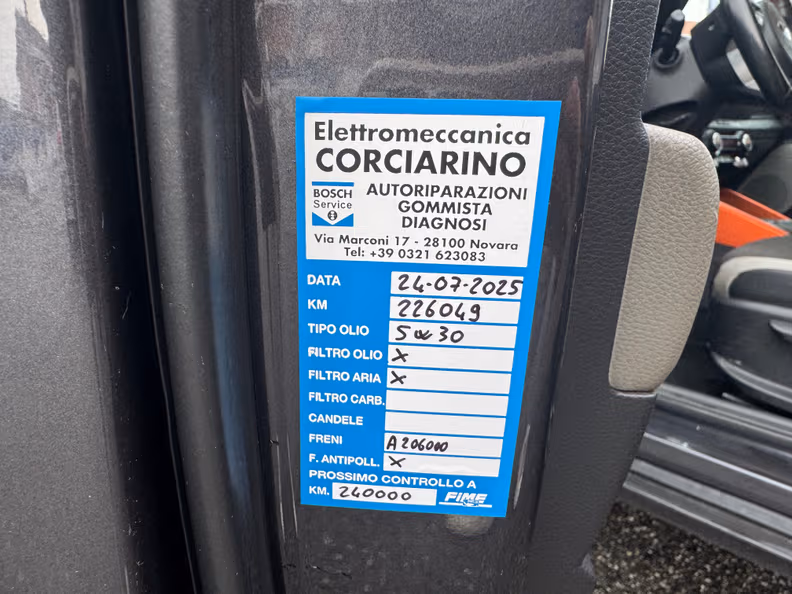 Elettromeccanica
CORCIARINO
BOSCH
Service
AUTORIPARAZIONI
GOMMISTA
DIAGNOSI
Via Marconi 17 - 28100 Novara
Tel: +39 0321 623083
DATA 24-07-2025
KM 226049
TIPO OLIO 5w30
FILTRO OLIO X
FILTRO ARIA X
FILTRO CARB.
CANDELE
FRENI A 206000
F. ANTIPOLL. X
PROSSIMO CONTROLLO A
KM. 240000 FIME